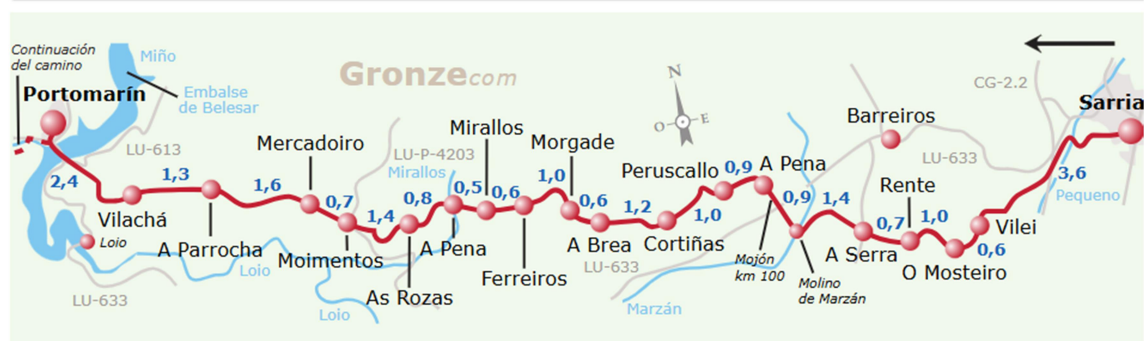 Continuación
del camino
Portomarín
Miño
Embalse
de Belesar
Gronze.com
N
O
E
CG-2.2
Sarria
LU-613
Mercadoiro
Mirallos
LU-P-4203
Mirallos
Morgade
Peruscallo
A Pena
Barreiros
LU-633
Rente
Pequeno
2,4
1,3
1,6
0,7
1,4
0,8
0,5
0,6
1,0
0,6
1,2
1,0
0,9
0,9
1,4
0,7
1,0
0,6
3,6
Vilachá
Loio
A Parrocha
Loio
Moimentos
As Rozas
A Pena
Ferreiros
A Brea
Cortiñas
LU-633
Mojón
km 100
Molino
de Marzán
A Serra
O Mosteiro
Vilei
LU-633
Loio
Marzán